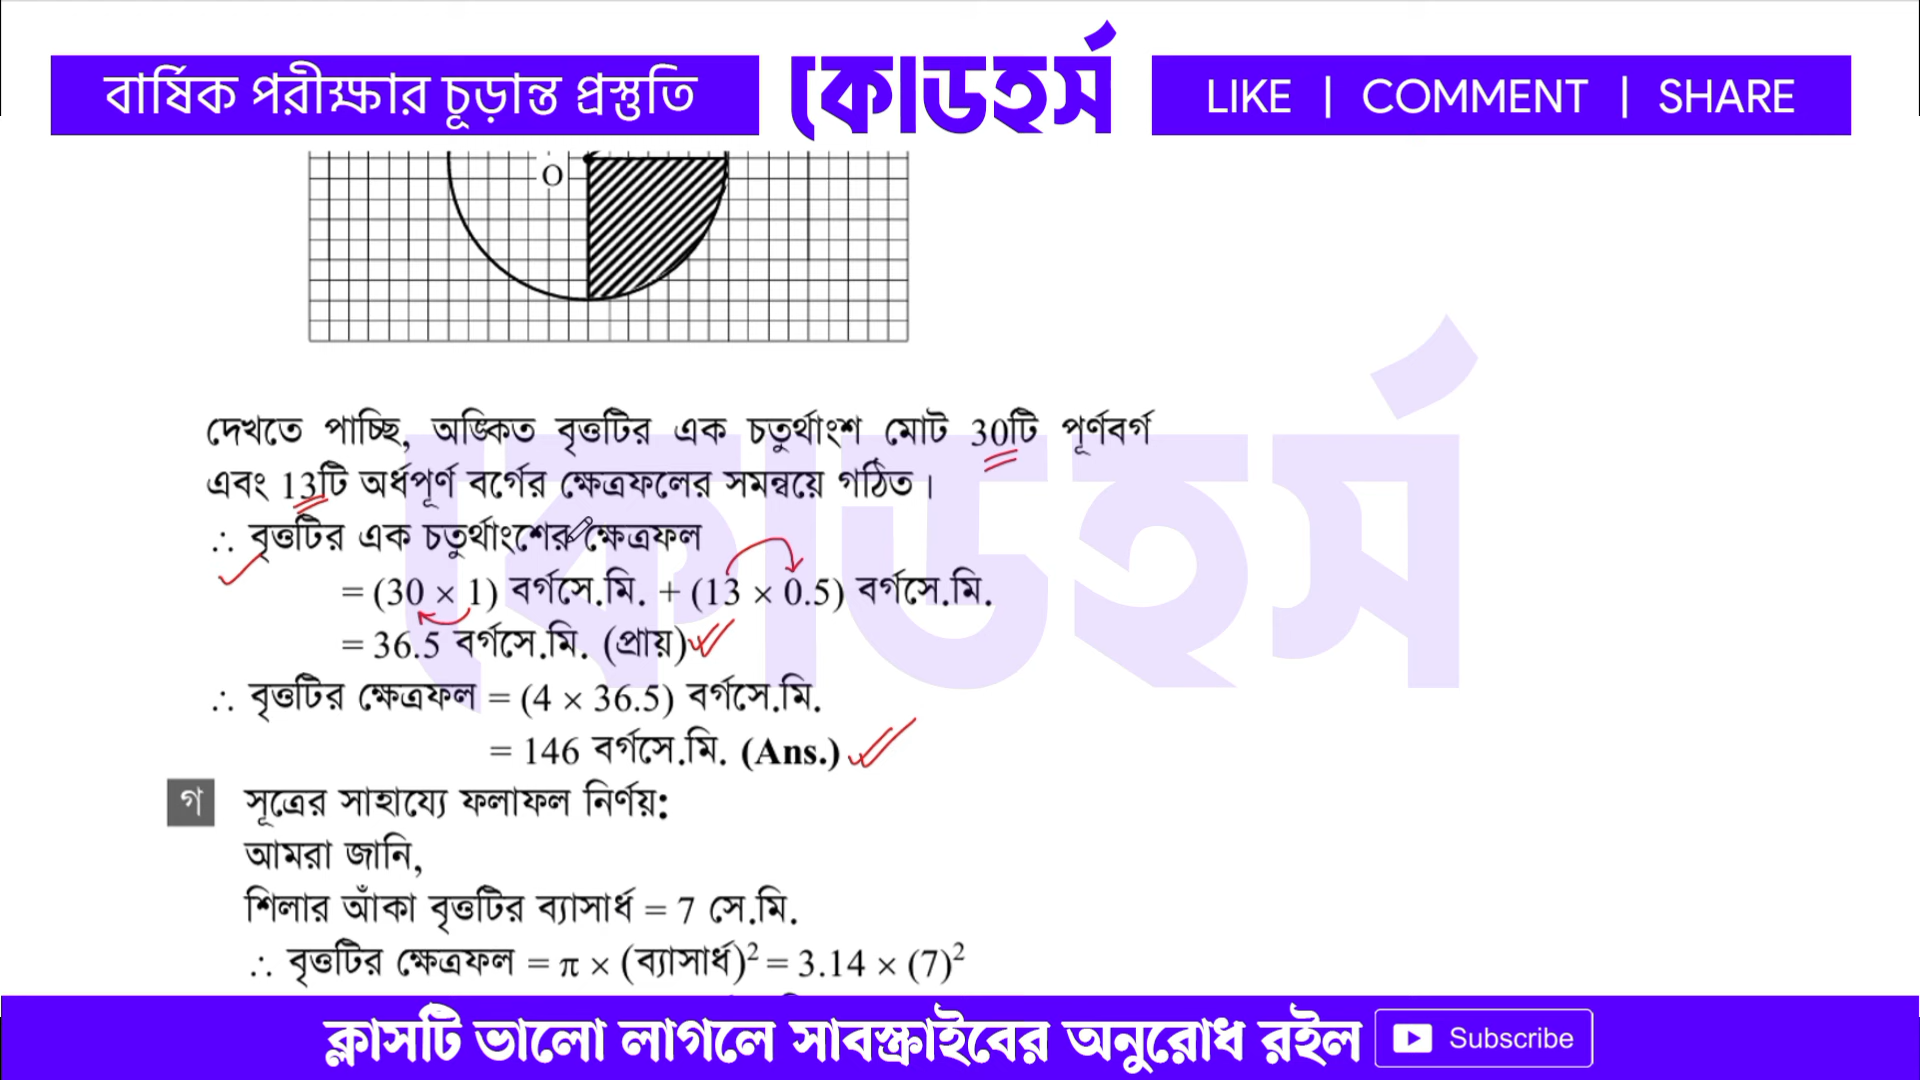 বার্ষিক পরীক্ষার চূড়ান্ত প্রস্তুতি
কোডহর্স
LIKE | COMMENT | SHARE
O
দেখতে পাচ্ছি, অঙ্কিত বৃত্তটির এক চতুর্থাংশ মোট 30টি পূর্ণবর্গ
এবং 13টি অর্ধপূর্ণ বর্গের ক্ষেত্রফলের সমন্বয়ে গঠিত।
∴ বৃত্তটির এক চতুর্থাংশের ক্ষেত্রফল
= (30 × 1) বর্গসে.মি. + (13 × 0.5) বর্গসে.মি.
= 36.5 বর্গসে.মি. (প্রায়)
∴ বৃত্তটির ক্ষেত্রফল = (4 × 36.5) বর্গসে.মি.
= 146 বর্গসে.মি. (Ans.)
গ সূত্রের সাহায্যে ফলাফল নির্ণয়:
আমরা জানি,
শিলার আঁকা বৃত্তটির ব্যাসার্ধ = 7 সে.মি.
∴ বৃত্তটির ক্ষেত্রফল = π × (ব্যাসার্ধ)² = 3.14 × (7)²
ক্লাসটি ভালো লাগলে সাবস্ক্রাইবের অনুরোধ রইল
Subscribe
কোডহর্স